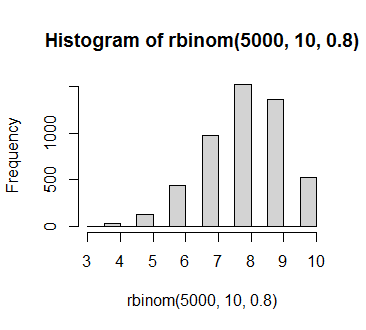 Histogram of rbinom(5000, 10, 0.8)
Frequency
1000
500
0
3 4 5 6 7 8 9 10
rbinom(5000, 10, 0.8)